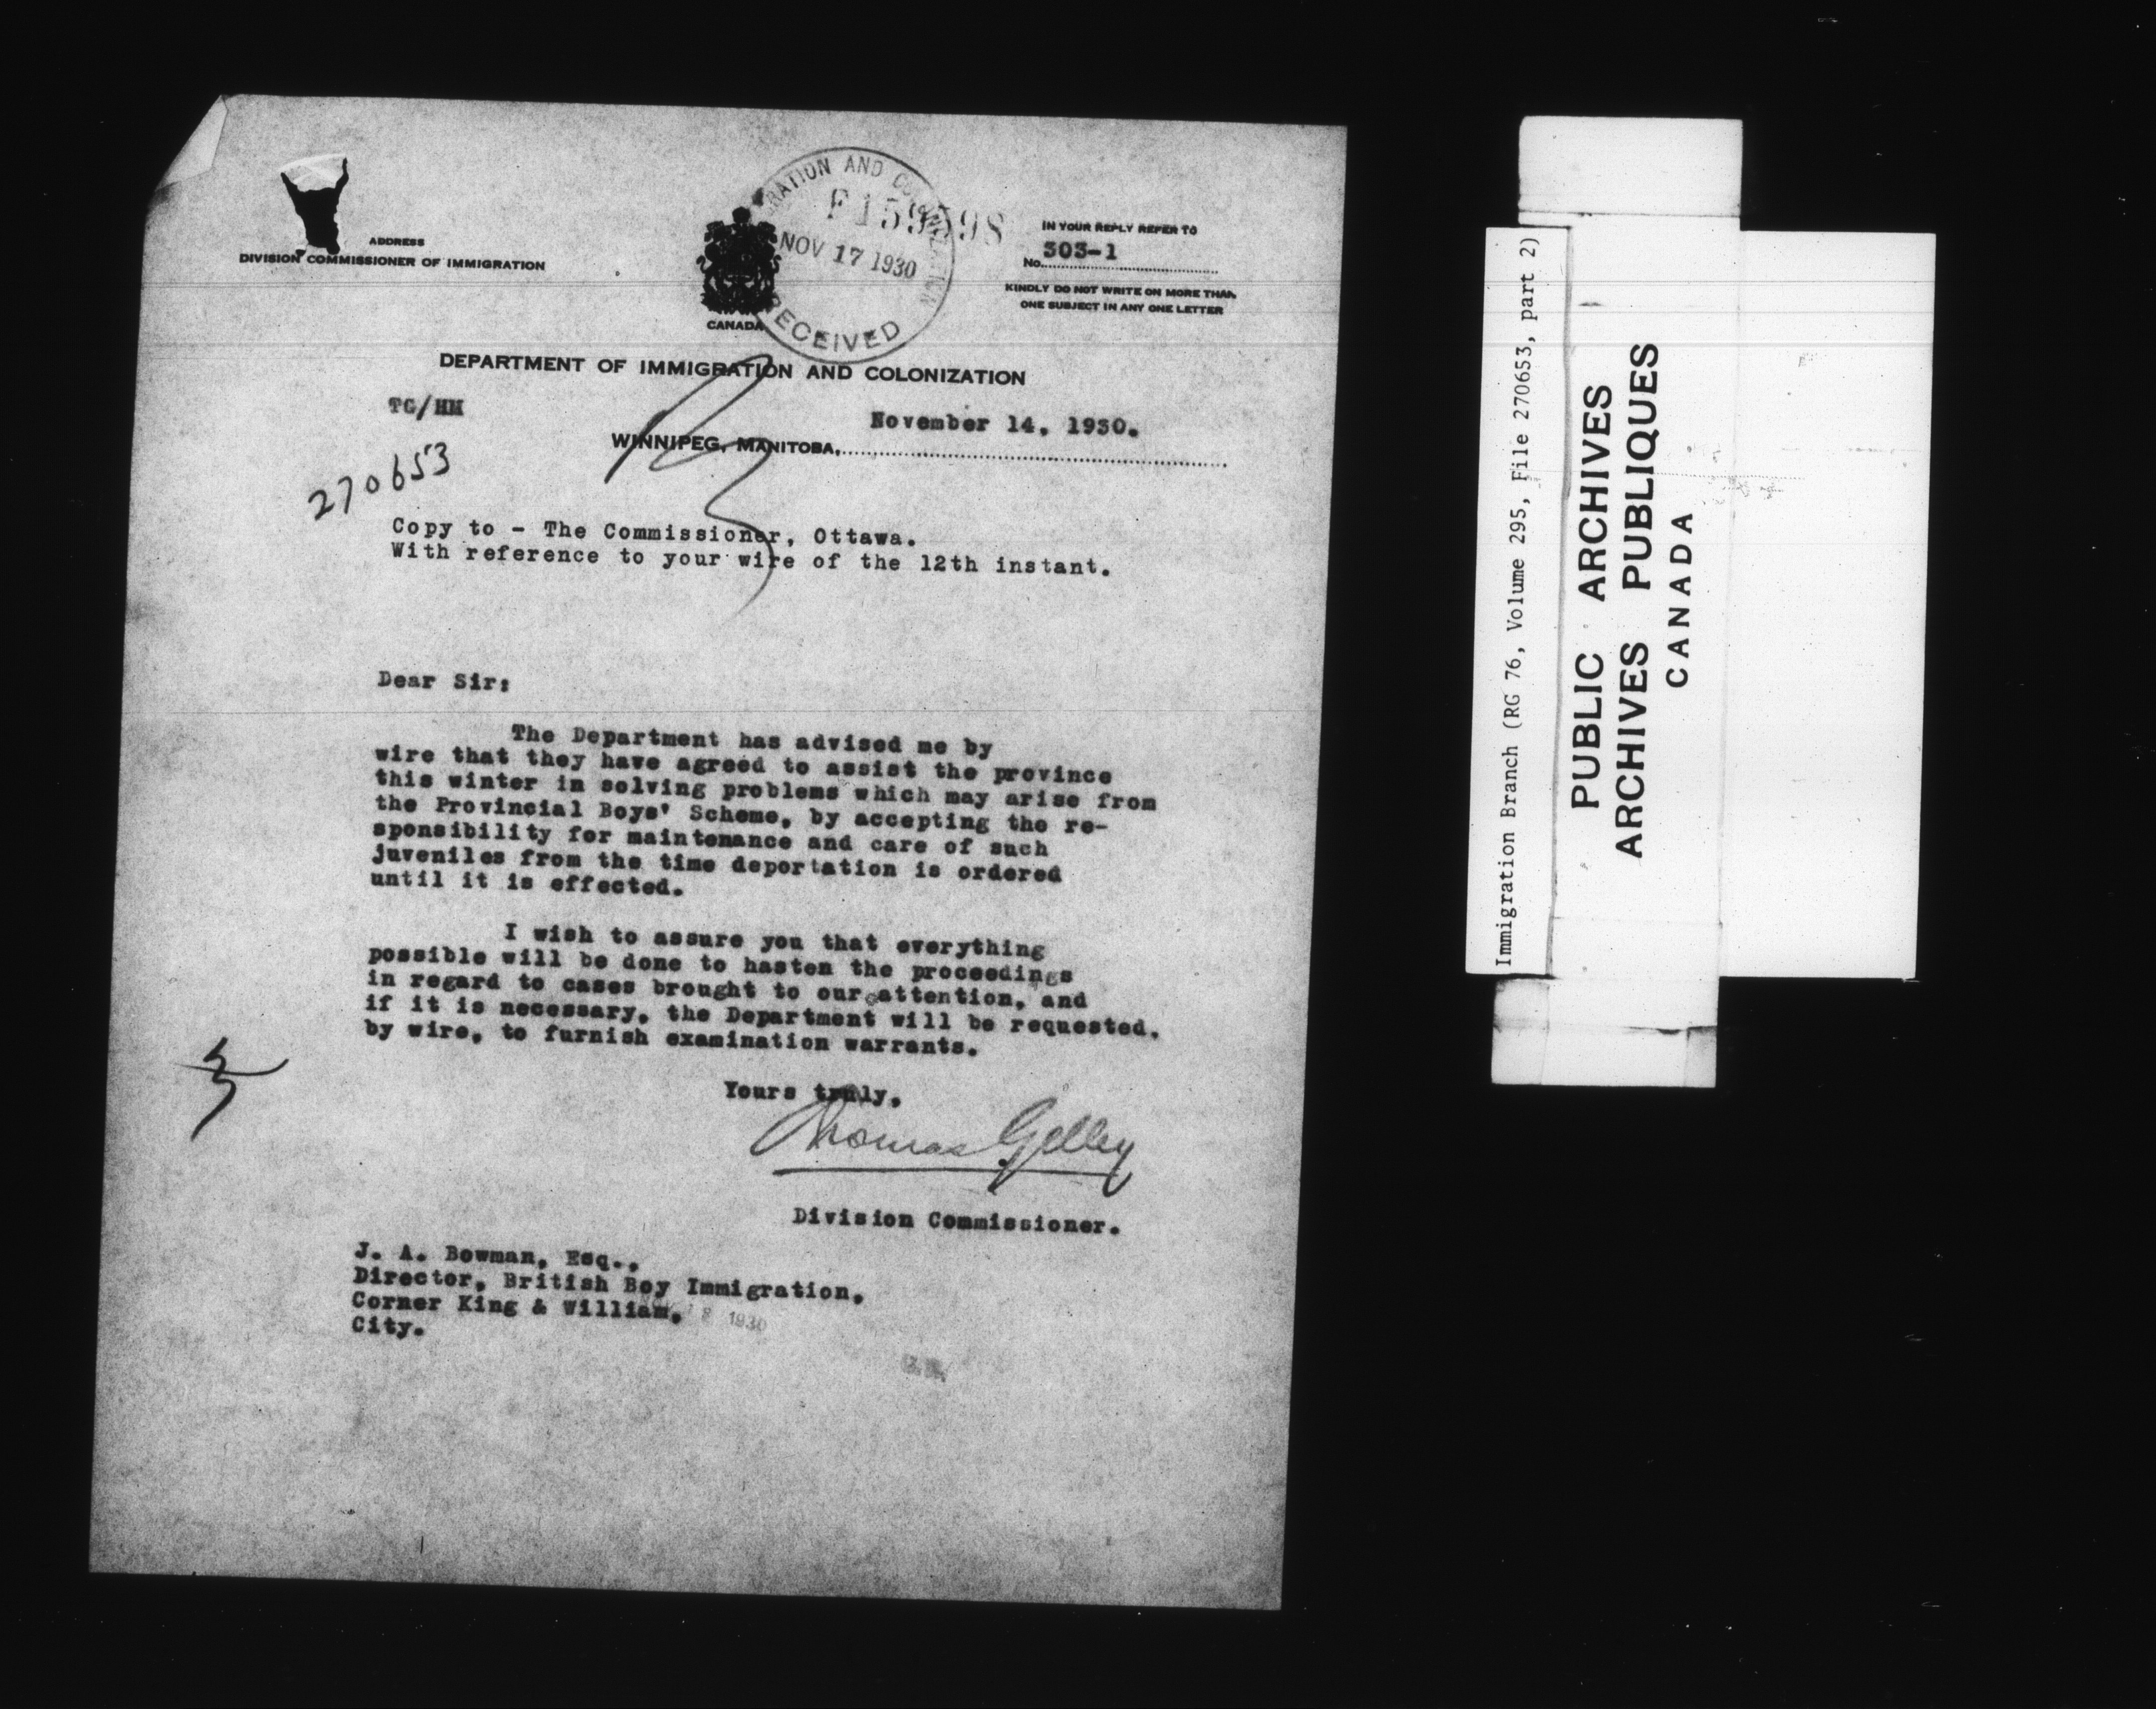 ADDRESS
DIVISION COMMISSIONER OF IMMIGRATION
RATION AND COLONIZATION
NOV 17 1930
RECEIVED
CANADA
IN YOUR REPLY REFER TO
No. 303-1
KINDLY DO NOT WRITE ON MORE THAN
ONE SUBJECT IN ANY ONE LETTER
DEPARTMENT OF IMMIGRATION AND COLONIZATION
TG/HM
November 14, 1930.
WINNIPEG, MANITOBA,
270653
Copy to - The Commissioner, Ottawa.
With reference to your wire of the 12th instant.
Dear Sir:
The Department has advised me by
wire that they have agreed to assist the province
this winter in solving problems which may arise from
the Provincial Boys' Scheme, by accepting the re-
sponsibility for maintenance and care of such
juveniles from the time deportation is ordered
until it is effected.
I wish to assure you that everything
possible will be done to hasten the proceedings
in regard to cases brought to our attention, and
if it is necessary, the Department will be requested,
by wire, to furnish examination warrants.
Yours truly,
Thomas Gelley
Division Commissioner.
J. A. Bowman, Esq.,
Director, British Boy Immigration,
Corner King & William,
City.
18 1930
Immigration Branch (RG 76, Volume 295, File 270653, part 2)
PUBLIC ARCHIVES
ARCHIVES PUBLIQUES
CANADA